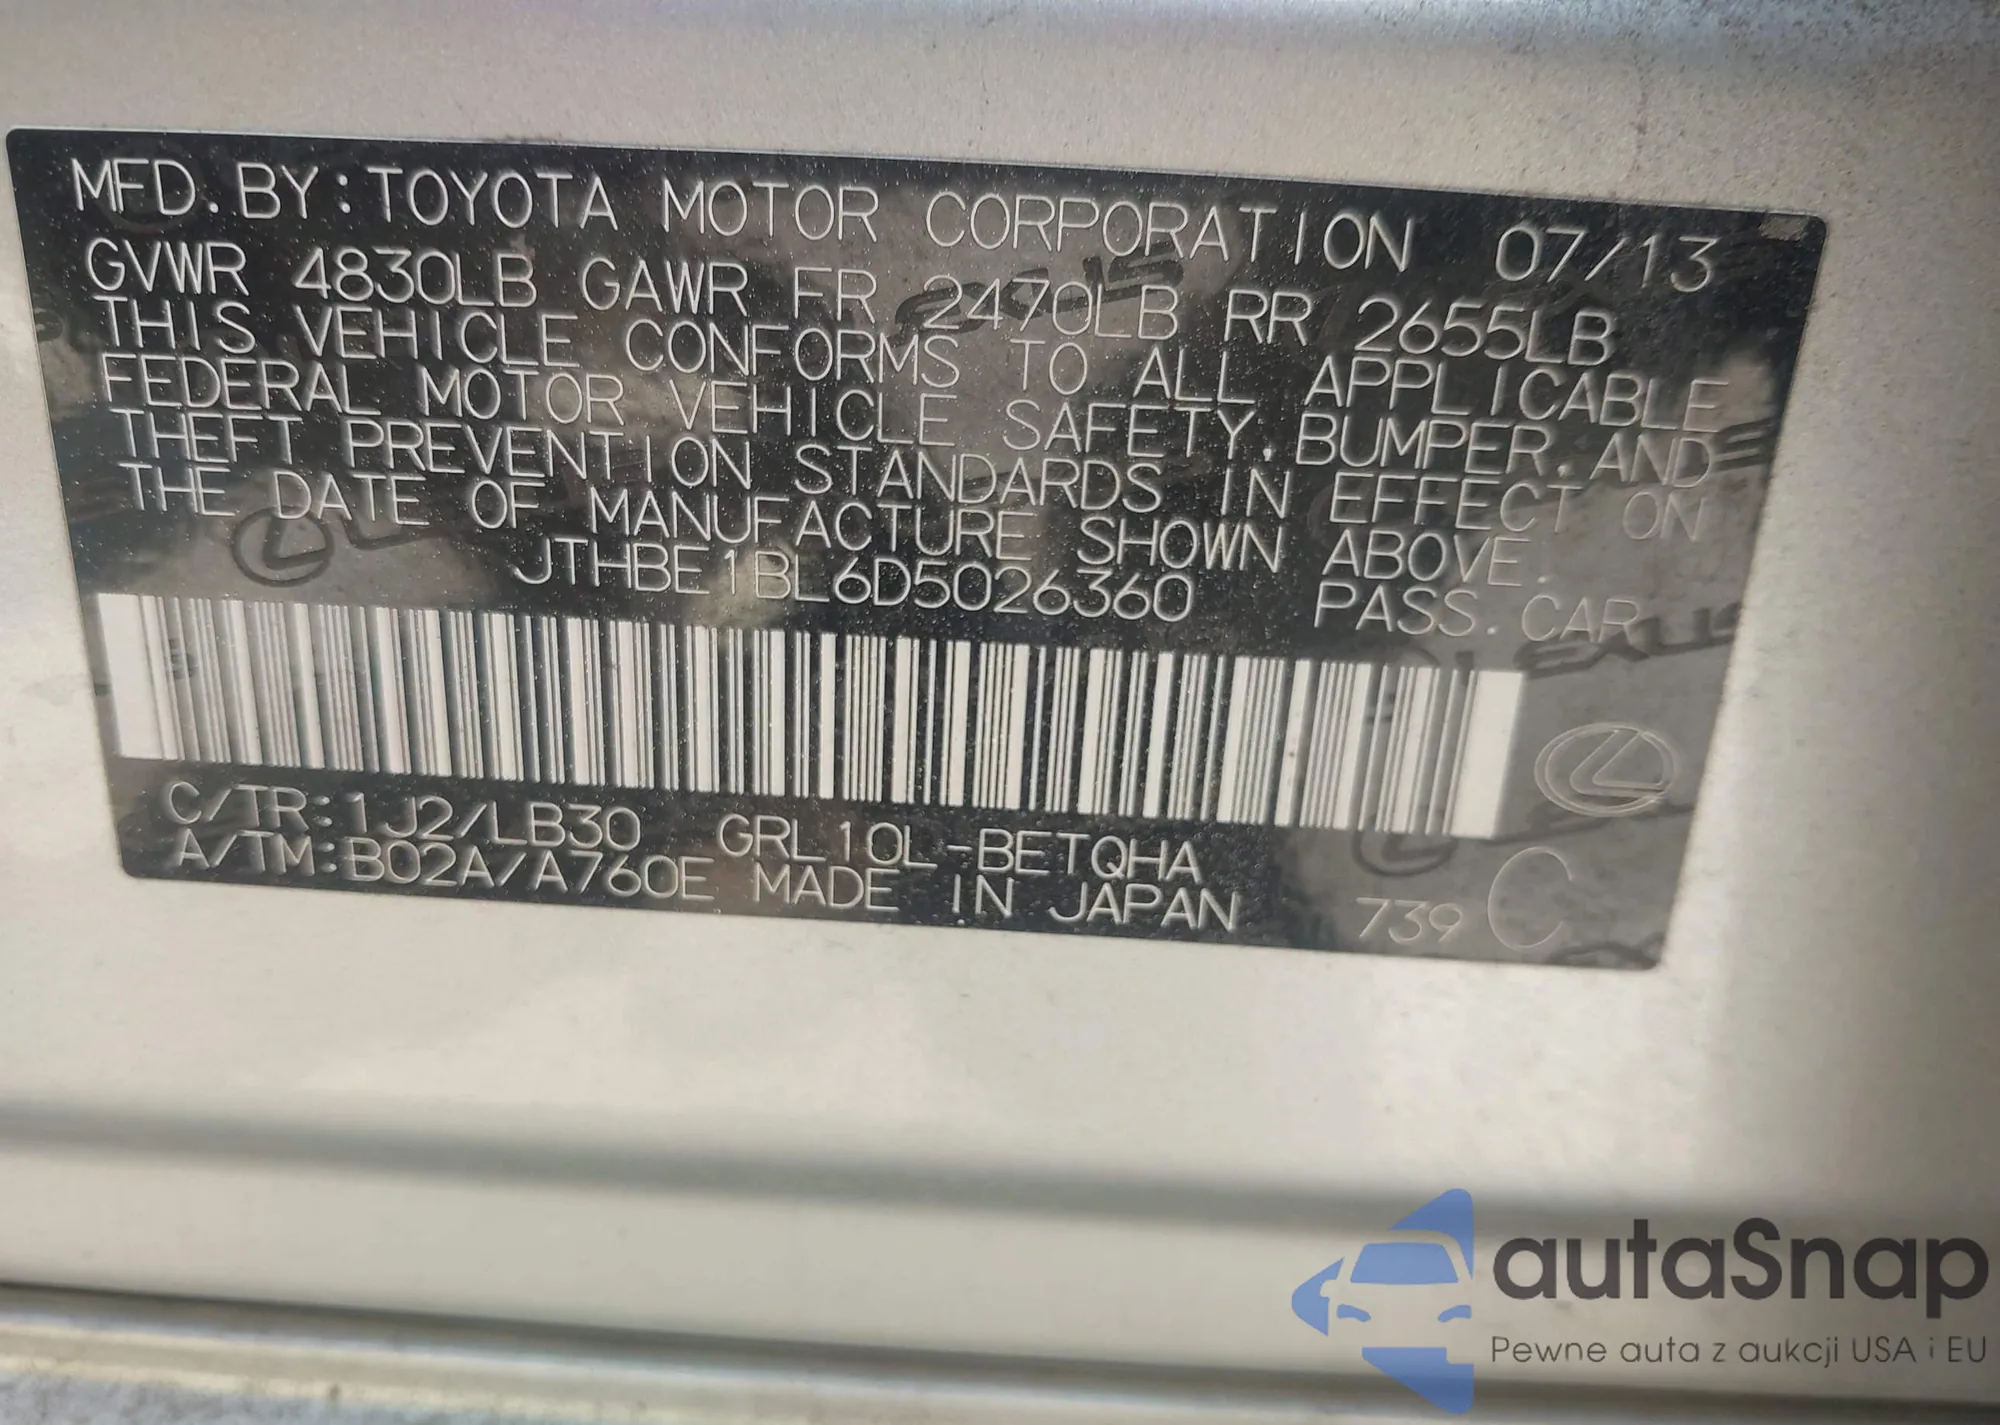 MFD. BY: TOYOTA MOTOR CORPORATION 07/13
GVWR 4830LB GAWR FR 2470LB RR 2655LB
THIS VEHICLE CONFORMS TO ALL APPLICABLE
FEDERAL MOTOR VEHICLE SAFETY, BUMPER, AND
THEFT PREVENTION STANDARDS IN EFFECT ON
THE DATE OF MANUFACTURE SHOWN ABOVE.
JTHBE1BL6D5026360 PASS. CAR
C/TR: 1J2/LB30 GRL10L-BETQHA
A/TM: B02A/A760E MADE IN JAPAN 739 C
autaSnap
Pewne auta z aukcji USA i EU